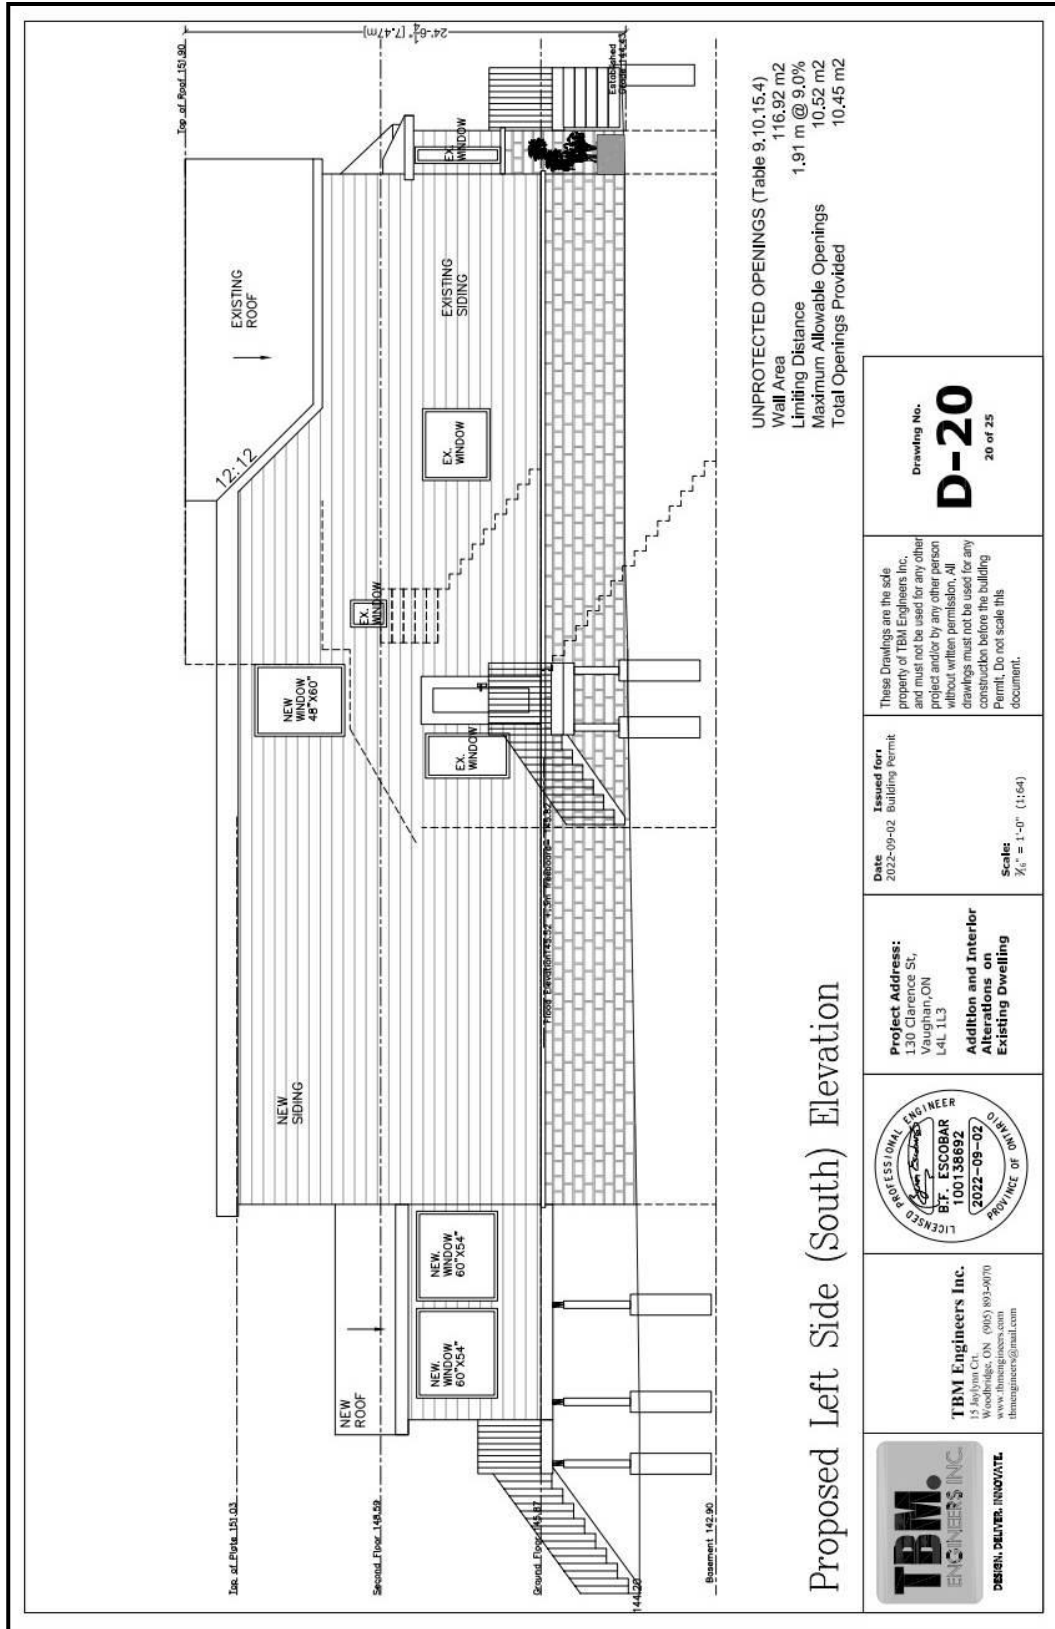 Top of Roof 151.90
24'-6 1/4" [7.47m]
EXISTING
ROOF
12:12
Top of Plate 151.03
NEW
WINDOW
48"X60"
NEW
SIDING
EXISTING
SIDING
NEW
ROOF
Second Floor 148.59
EX.
WINDOW
EX.
WINDOW
EX.
WINDOW
EX.
WINDOW
NEW.
WINDOW
60"X54"
NEW.
WINDOW
60"X54"
Ground Floor 145.87
144.20
Basement 142.90
Established
Grade 144.43
UNPROTECTED OPENINGS (Table 9.10.15.4)
Wall Area 116.92 m2
Limiting Distance 1.91 m @ 9.0%
Maximum Allowable Openings 10.52 m2
Total Openings Provided 10.45 m2
Proposed Left Side (South) Elevation
TBM.
ENGINEERS INC.
DESIGN. DELIVER. INNOVATE.
TBM Engineers Inc.
15 Jaylynn Crt.
Woodbridge, ON (905) 893-9070
www.tbmengineers.com
tbmengineers@mail.com
LICENSED PROFESSIONAL ENGINEER
B.F. ESCOBAR
100138692
2022-09-02
PROVINCE OF ONTARIO
Project Address:
130 Clarence St,
Vaughan,ON
L4L 1L3
Addition and Interior
Alterations on
Existing Dwelling
Date Issued for:
2022-09-02 Building Permit
Scale:
3/16" = 1'-0" (1:64)
These Drawings are the sole
property of TBM Engineers Inc.
and must not be used for any other
project and/or by any other person
without written permission. All
drawings must not be used for any
construction before the building
Permit. Do not scale this
document.
Drawing No.
D-20
20 of 25